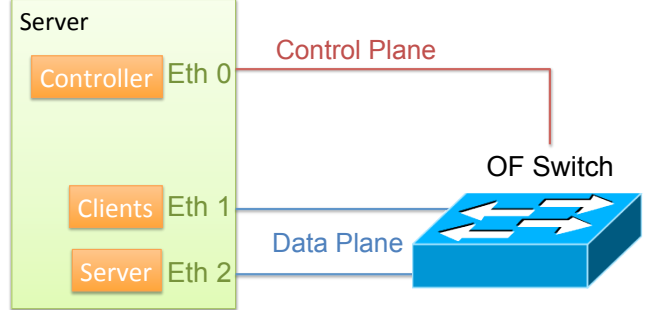 Server
Control Plane
Controller Eth 0
OF Switch
Clients Eth 1
Data Plane
Server Eth 2